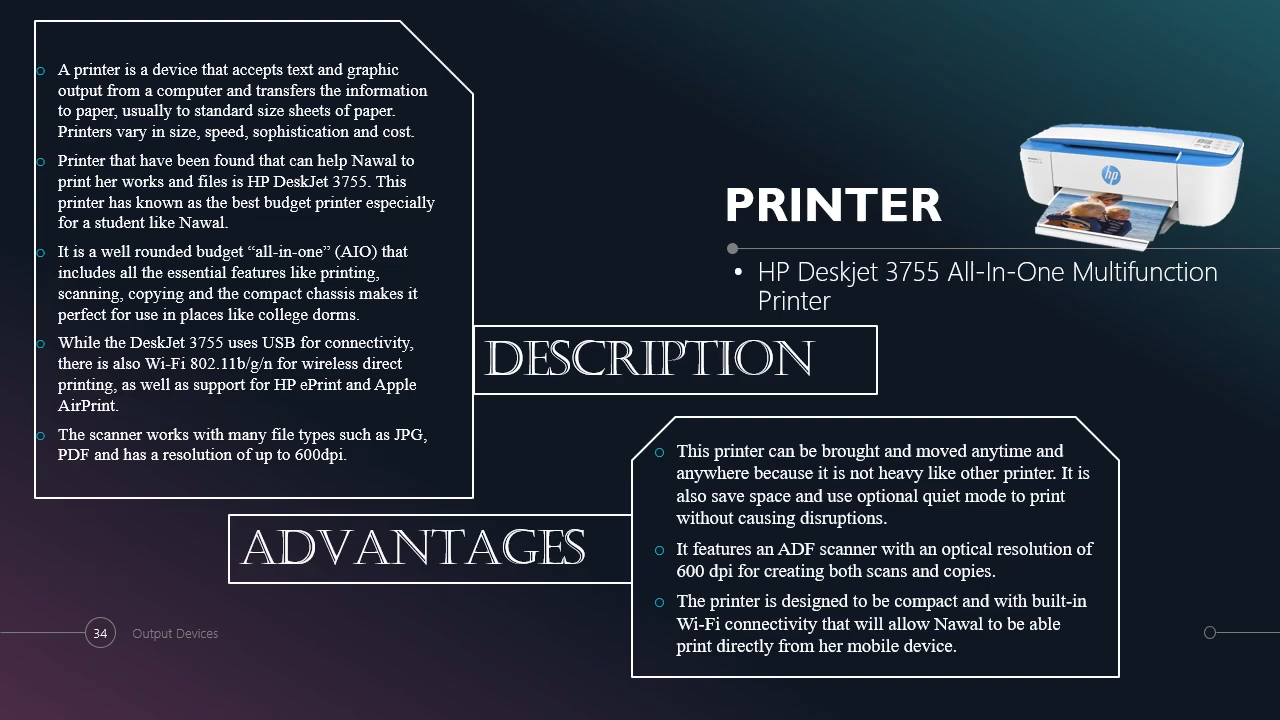 A printer is a device that accepts text and graphic
output from a computer and transfers the information
to paper, usually to standard size sheets of paper.
Printers vary in size, speed, sophistication and cost.
Printer that have been found that can help Nawal to
print her works and files is HP DeskJet 3755. This
printer has known as the best budget printer especially
for a student like Nawal.
It is a well rounded budget “all-in-one” (AIO) that
includes all the essential features like printing,
scanning, copying and the compact chassis makes it
perfect for use in places like college dorms.
While the DeskJet 3755 uses USB for connectivity,
there is also Wi-Fi 802.11b/g/n for wireless direct
printing, as well as support for HP ePrint and Apple
AirPrint.
The scanner works with many file types such as JPG,
PDF and has a resolution of up to 600dpi.
PRINTER
hp
• HP Deskjet 3755 All-In-One Multifunction
Printer
DESCRIPTION
ADVANTAGES
This printer can be brought and moved anytime and
anywhere because it is not heavy like other printer. It is
also save space and use optional quiet mode to print
without causing disruptions.
It features an ADF scanner with an optical resolution of
600 dpi for creating both scans and copies.
The printer is designed to be compact and with built-in
Wi-Fi connectivity that will allow Nawal to be able
print directly from her mobile device.
34
Output Devices